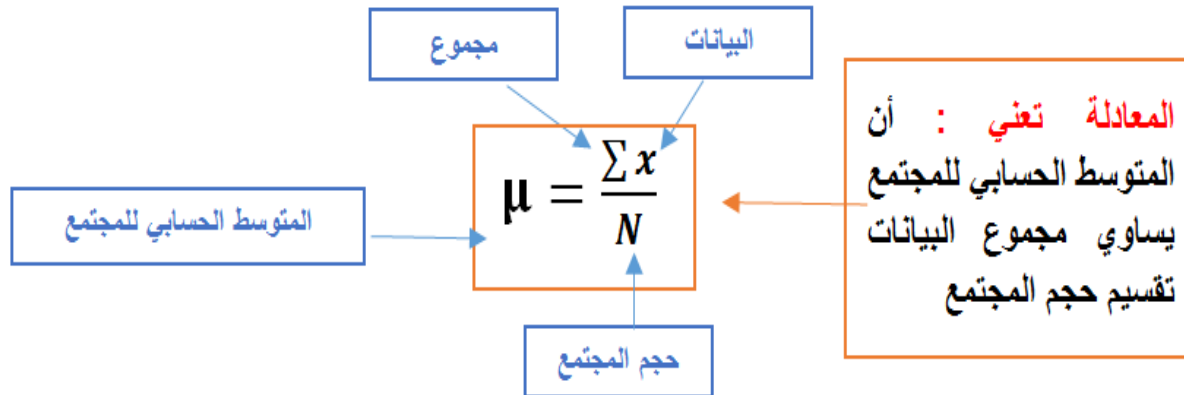 مجموع
البيانات
المعادلة تعني : أن
المتوسط الحسابي للمجتمع
يساوي مجموع البيانات
تقسيم حجم المجتمع
μ = ∑ x / N
المتوسط الحسابي للمجتمع
حجم المجتمع